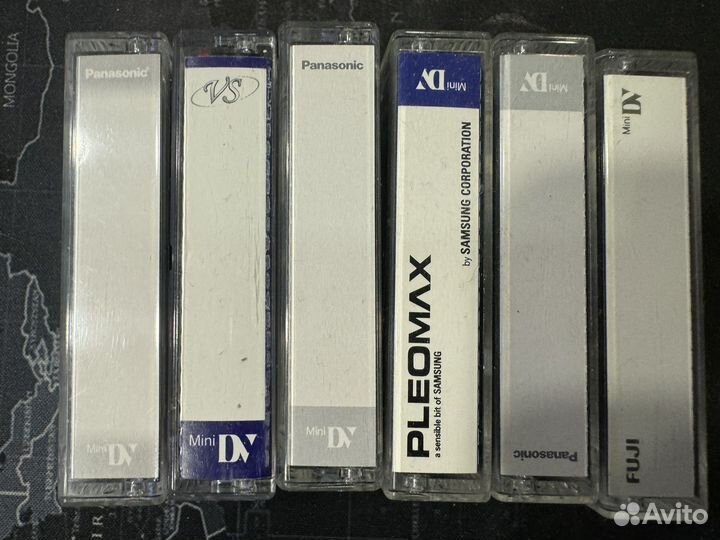 MONGOLIA
Panasonic
Mini DV
VS
Mini DV
Panasonic
Mini DV
Mini DV
PLEOMAX
a sensible bit of SAMSUNG
by SAMSUNG CORPORATION
Mini DV
Panasonic
Mini DV
FUJI
Avito